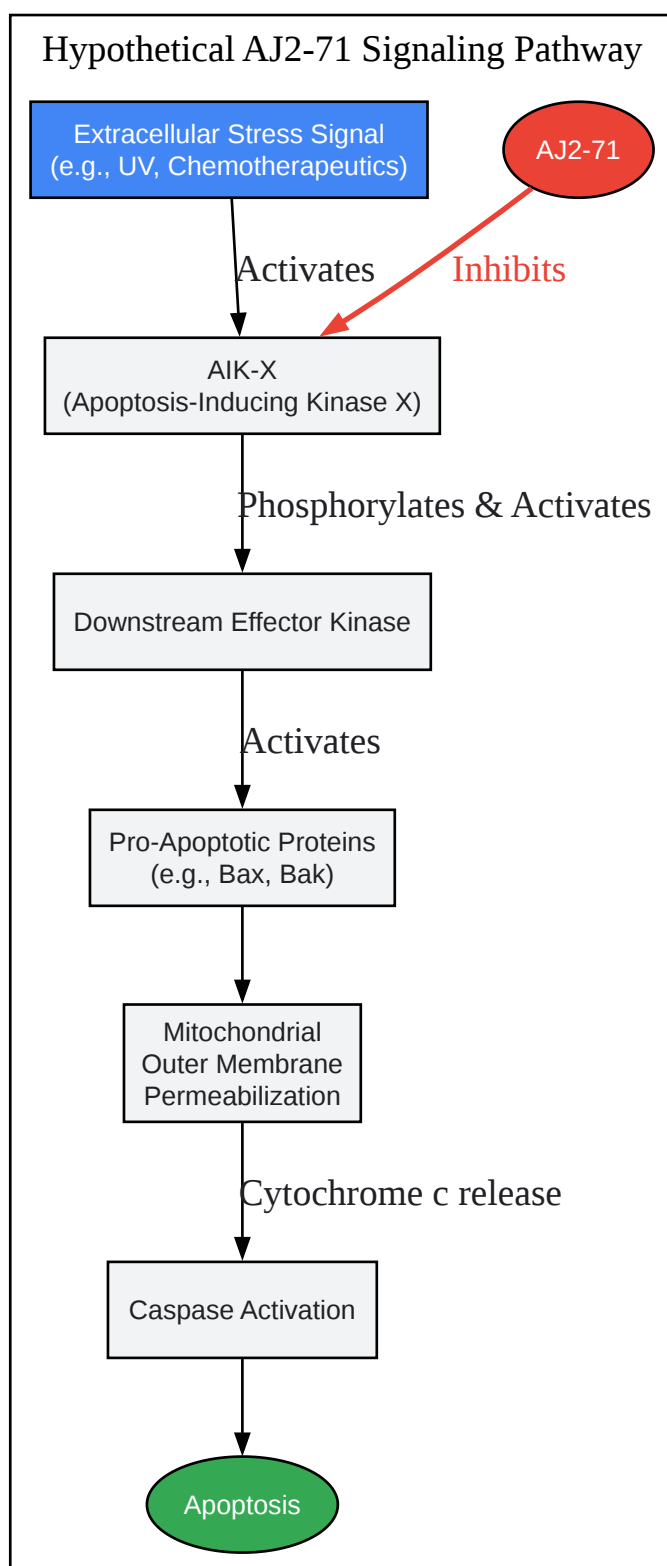 Hypothetical AJ2-71 Signaling Pathway
Extracellular Stress Signal
(e.g., UV, Chemotherapeutics)
AJ2-71
Activates
Inhibits
AIK-X
(Apoptosis-Inducing Kinase X)
Phosphorylates & Activates
Downstream Effector Kinase
Activates
Pro-Apoptotic Proteins
(e.g., Bax, Bak)
Mitochondrial
Outer Membrane
Permeabilization
Cytochrome c release
Caspase Activation
Apoptosis